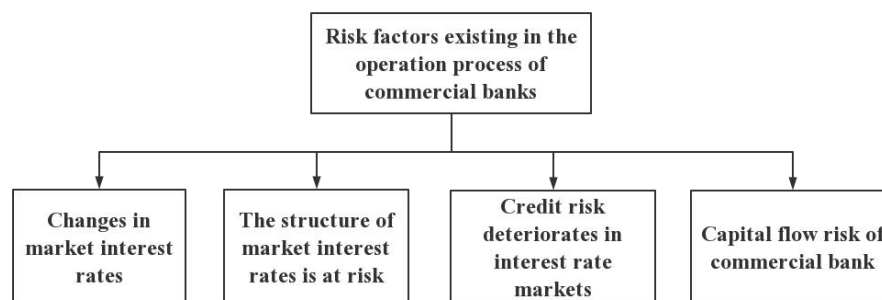 Risk factors existing in the
operation process of
commercial banks
Changes in
market interest
rates
The structure of
market interest
rates is at risk
Credit risk
deteriorates in
interest rate
markets
Capital flow risk of
commercial bank